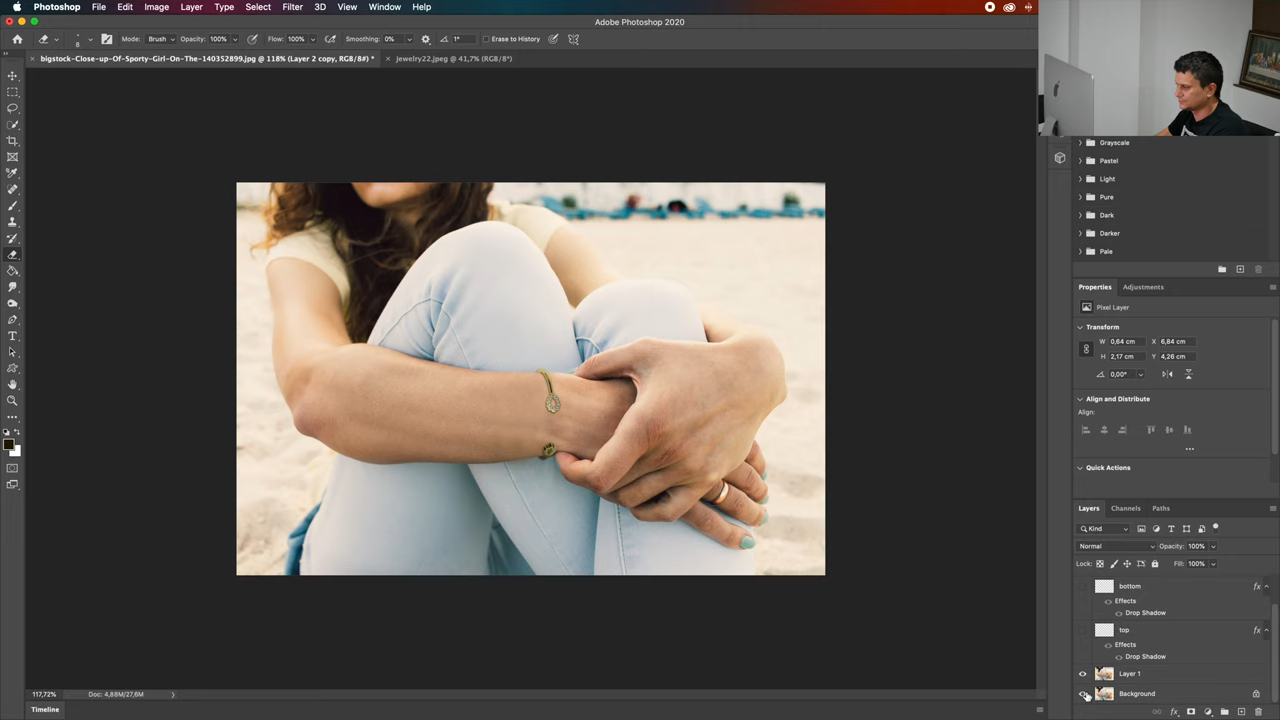 Photoshop File Edit Image Layer Type Select Filter 3D View Window Help
Adobe Photoshop 2020
8 Mode: Brush Opacity: 100% Flow: 100% Smoothing: 0% 1° Erase to History
bigstock-Close-up-Of-Sporty-Girl-On-The-140352899.jpg @ 118% (Layer 2 copy, RGB/8#) * Jewelry22.jpeg @ 41,7% (RGB/8*)
Grayscale
Pastel
Light
Pure
Dark
Darker
Pale
Properties Adjustments
Pixel Layer
Transform
W 0,64 cm X 6,84 cm
H 2,17 cm Y 4,26 cm
0,00°
Align and Distribute
Align:
Quick Actions
Layers Channels Paths
Kind
Normal Opacity: 100%
Lock: Fill: 100%
bottom fx
Effects
Drop Shadow
top fx
Effects
Drop Shadow
Layer 1
Background
117,72% Doc: 4,88M/27,6M
Timeline